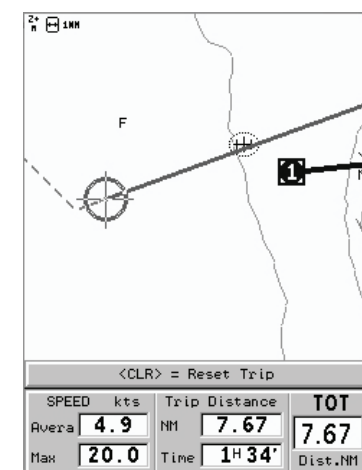 Z+
N 1NM
F
1
<CLR> = Reset Trip
SPEED kts Trip Distance TOT
Avera 4.9 NM 7.67 7.67
Max 20.0 Time 1H 34' Dist.NM